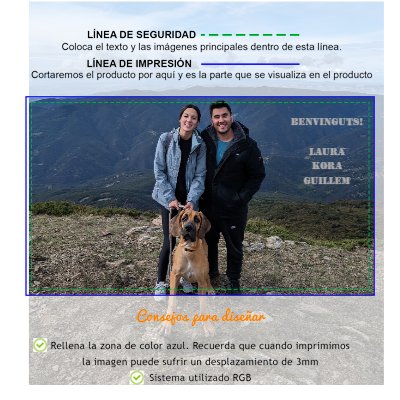 LÍNEA DE SEGURIDAD
Coloca el texto y las imágenes principales dentro de esta línea.
LÍNEA DE IMPRESIÓN
Cortaremos el producto por aquí y es la parte que se visualiza en el producto
BENVINGUTS!
LAURA
KORA
GUILLEM
Consejos para diseñar
Rellena la zona de color azul. Recuerda que cuando imprimimos
la imagen puede sufrir un desplazamiento de 3mm
Sistema utilizado RGB